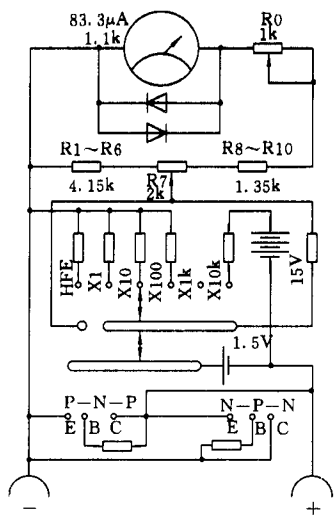 83.3μA
1.1k
R0
1k
R1~R6
R8~R10
4.15k
R7
2k
1.35k
HFE
X1
X10
X100
X1k
X10k
15V
1.5V
P-N-P
N-P-N
E
B
C
E
B
C
−
+